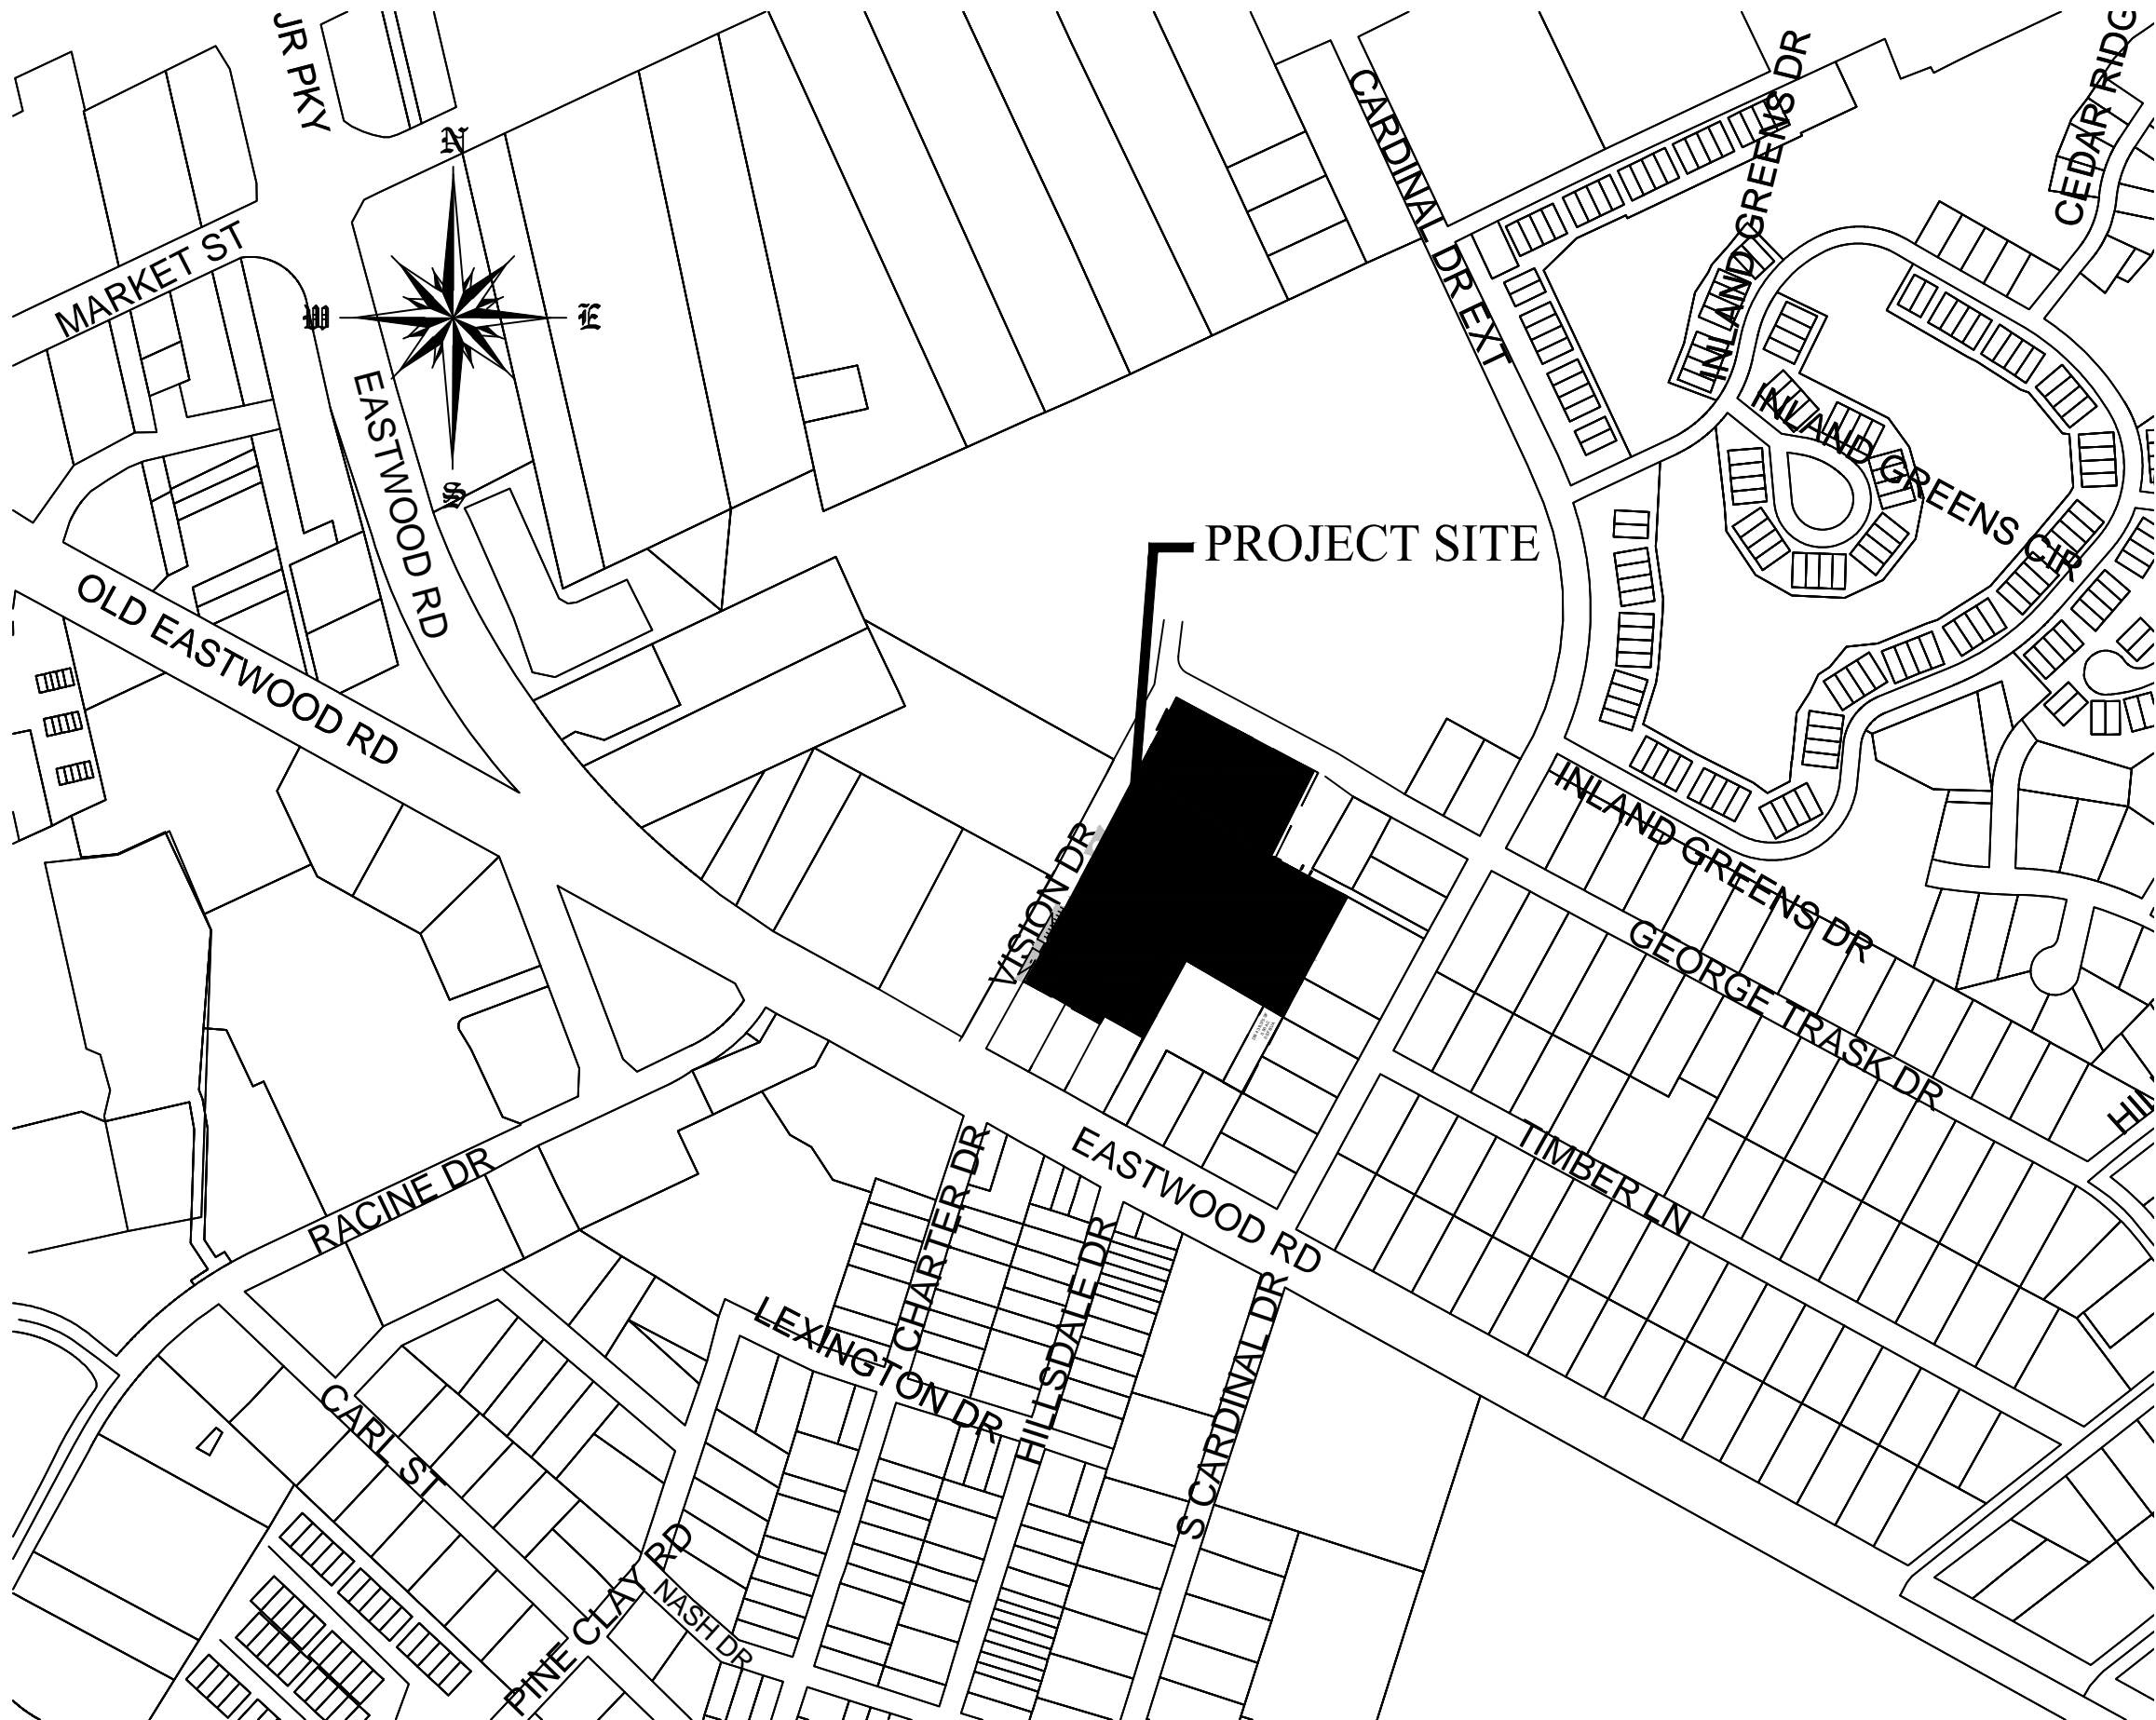 JR PKY
INLAND GREENS DR
CEDAR RIDG
CARDINAL DR EXT
N
MARKET ST
W
E
EASTWOOD RD
S
INLAND GREENS CIR
PROJECT SITE
OLD EASTWOOD RD
VISION DR
INLAND GREENS DR
GEORGE TRASK DR
TIMBER LN
EASTWOOD RD
RACINE DR
CHARTER DR
HILLSDALE DR
S CARDINAL DR
LEXINGTON DR
CARL ST
PINE CLAY RD
NASH DR